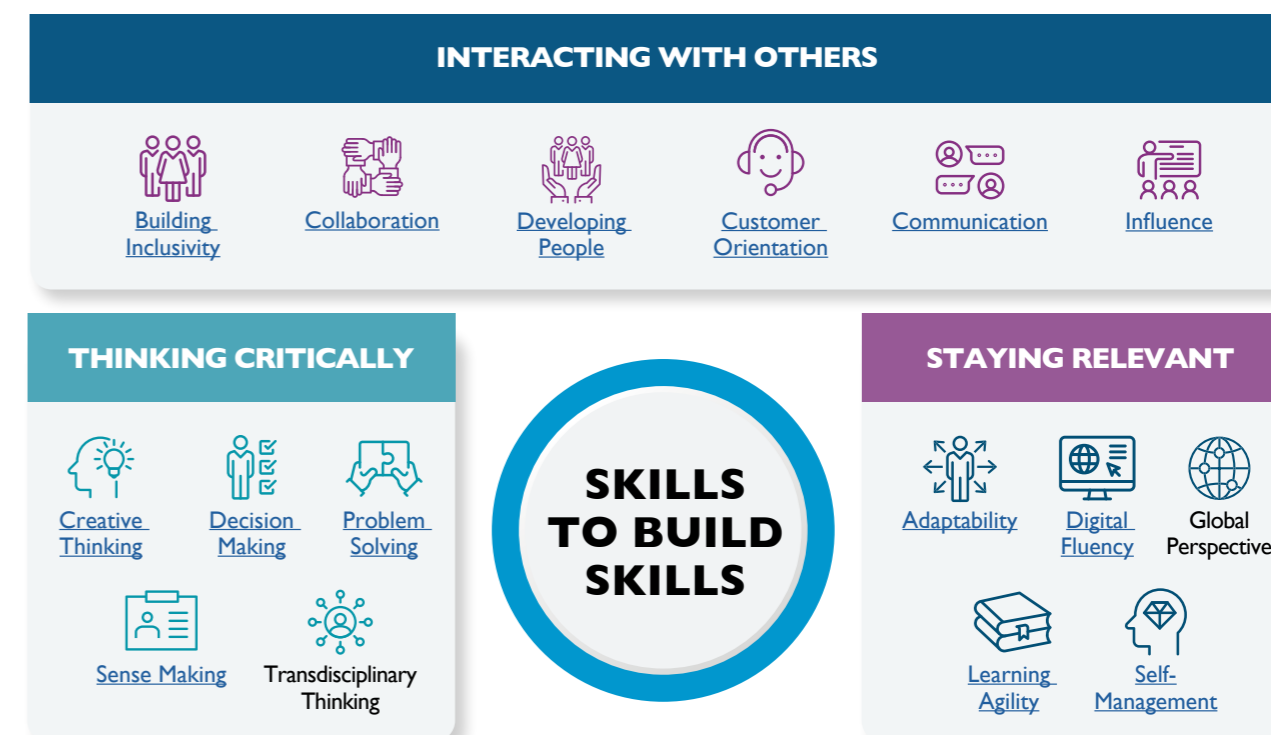 INTERACTING WITH OTHERS
Building
Inclusivity
Collaboration
Developing
People
Customer
Orientation
Communication
Influence
THINKING CRITICALLY
Creative
Thinking
Decision
Making
Problem
Solving
Sense Making
Transdisciplinary
Thinking
SKILLS
TO BUILD
SKILLS
STAYING RELEVANT
Adaptability
Digital
Fluency
Global
Perspective
Learning
Agility
Self-
Management